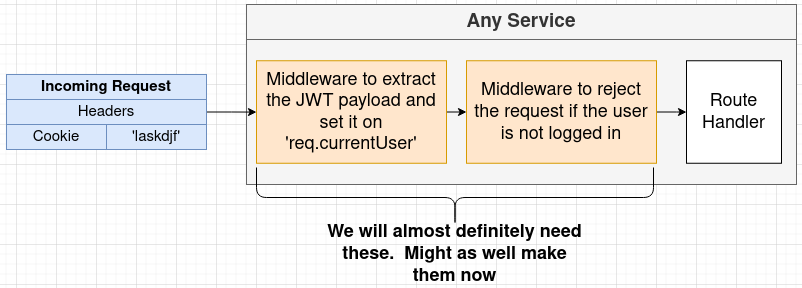 Any Service
Incoming Request
Headers
Cookie 'laskdjf'
Middleware to extract
the JWT payload and
set it on
'req.currentUser'
Middleware to reject
the request if the user
is not logged in
Route
Handler
We will almost definitely need
these.  Might as well make
them now